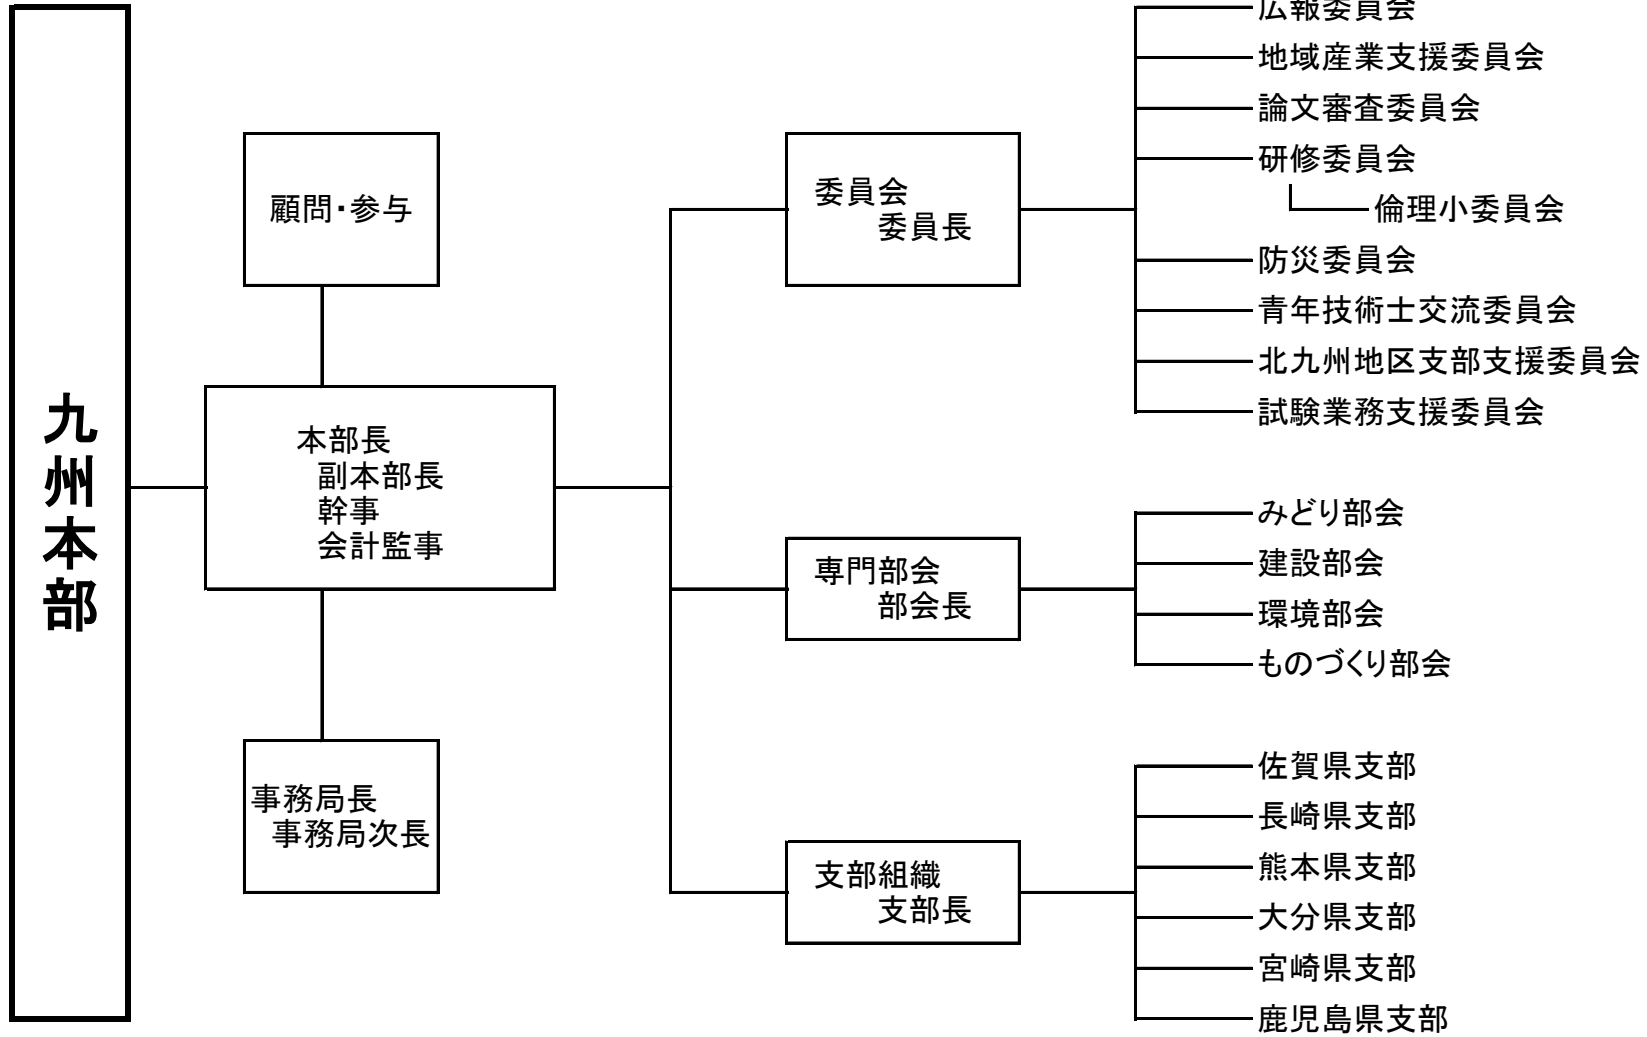 九州本部
顧問・参与
本部長
副本部長
幹事
会計監事
事務局長
事務局次長
委員会
委員長
広報委員会
地域産業支援委員会
論文審査委員会
研修委員会
倫理小委員会
防災委員会
青年技術士交流委員会
北九州地区支部支援委員会
試験業務支援委員会
専門部会
部会長
みどり部会
建設部会
環境部会
ものづくり部会
支部組織
支部長
佐賀県支部
長崎県支部
熊本県支部
大分県支部
宮崎県支部
鹿児島県支部